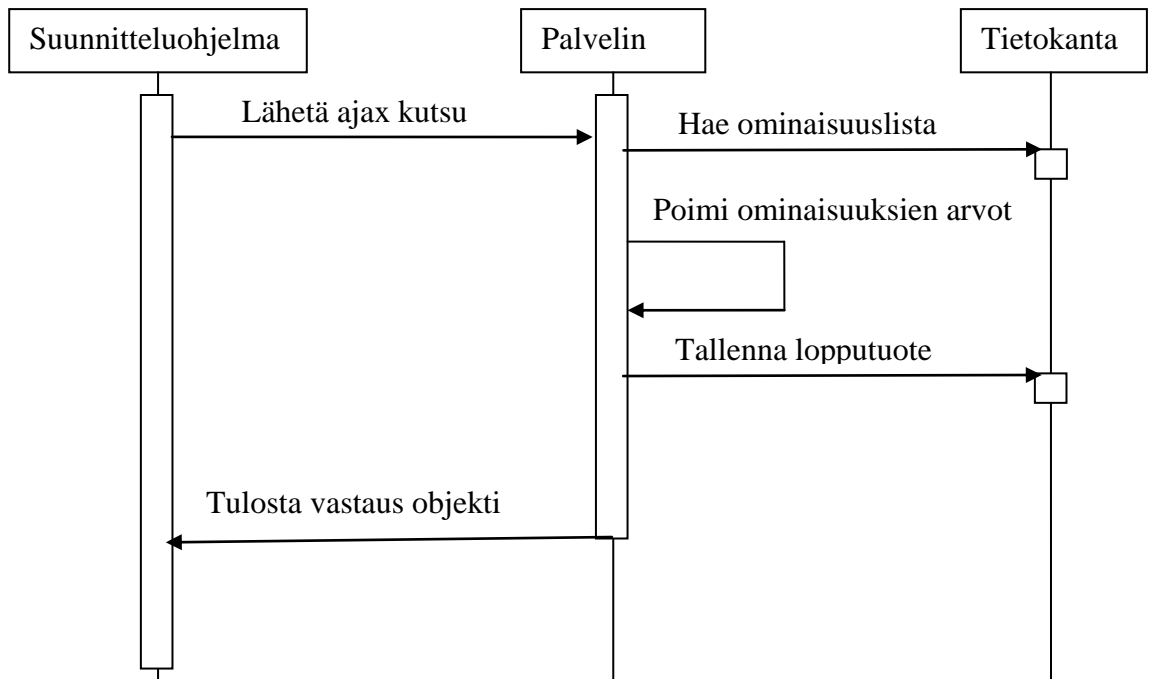 Suunnitteluohjelma
Palvelin
Tietokanta
Lähetä ajax kutsu
Hae ominaisuuslista
Poimi ominaisuuksien arvot
Tallenna lopputuote
Tulosta vastaus objekti